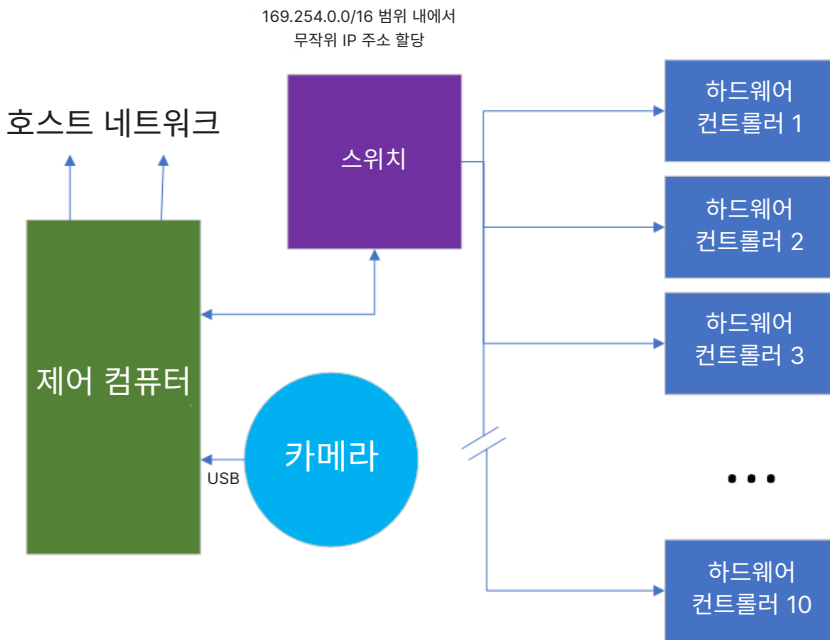 169.254.0.0/16 범위 내에서
무작위 IP 주소 할당
호스트 네트워크
스위치
하드웨어
컨트롤러 1
하드웨어
컨트롤러 2
하드웨어
컨트롤러 3
제어 컴퓨터
카메라
USB
...
하드웨어
컨트롤러 10